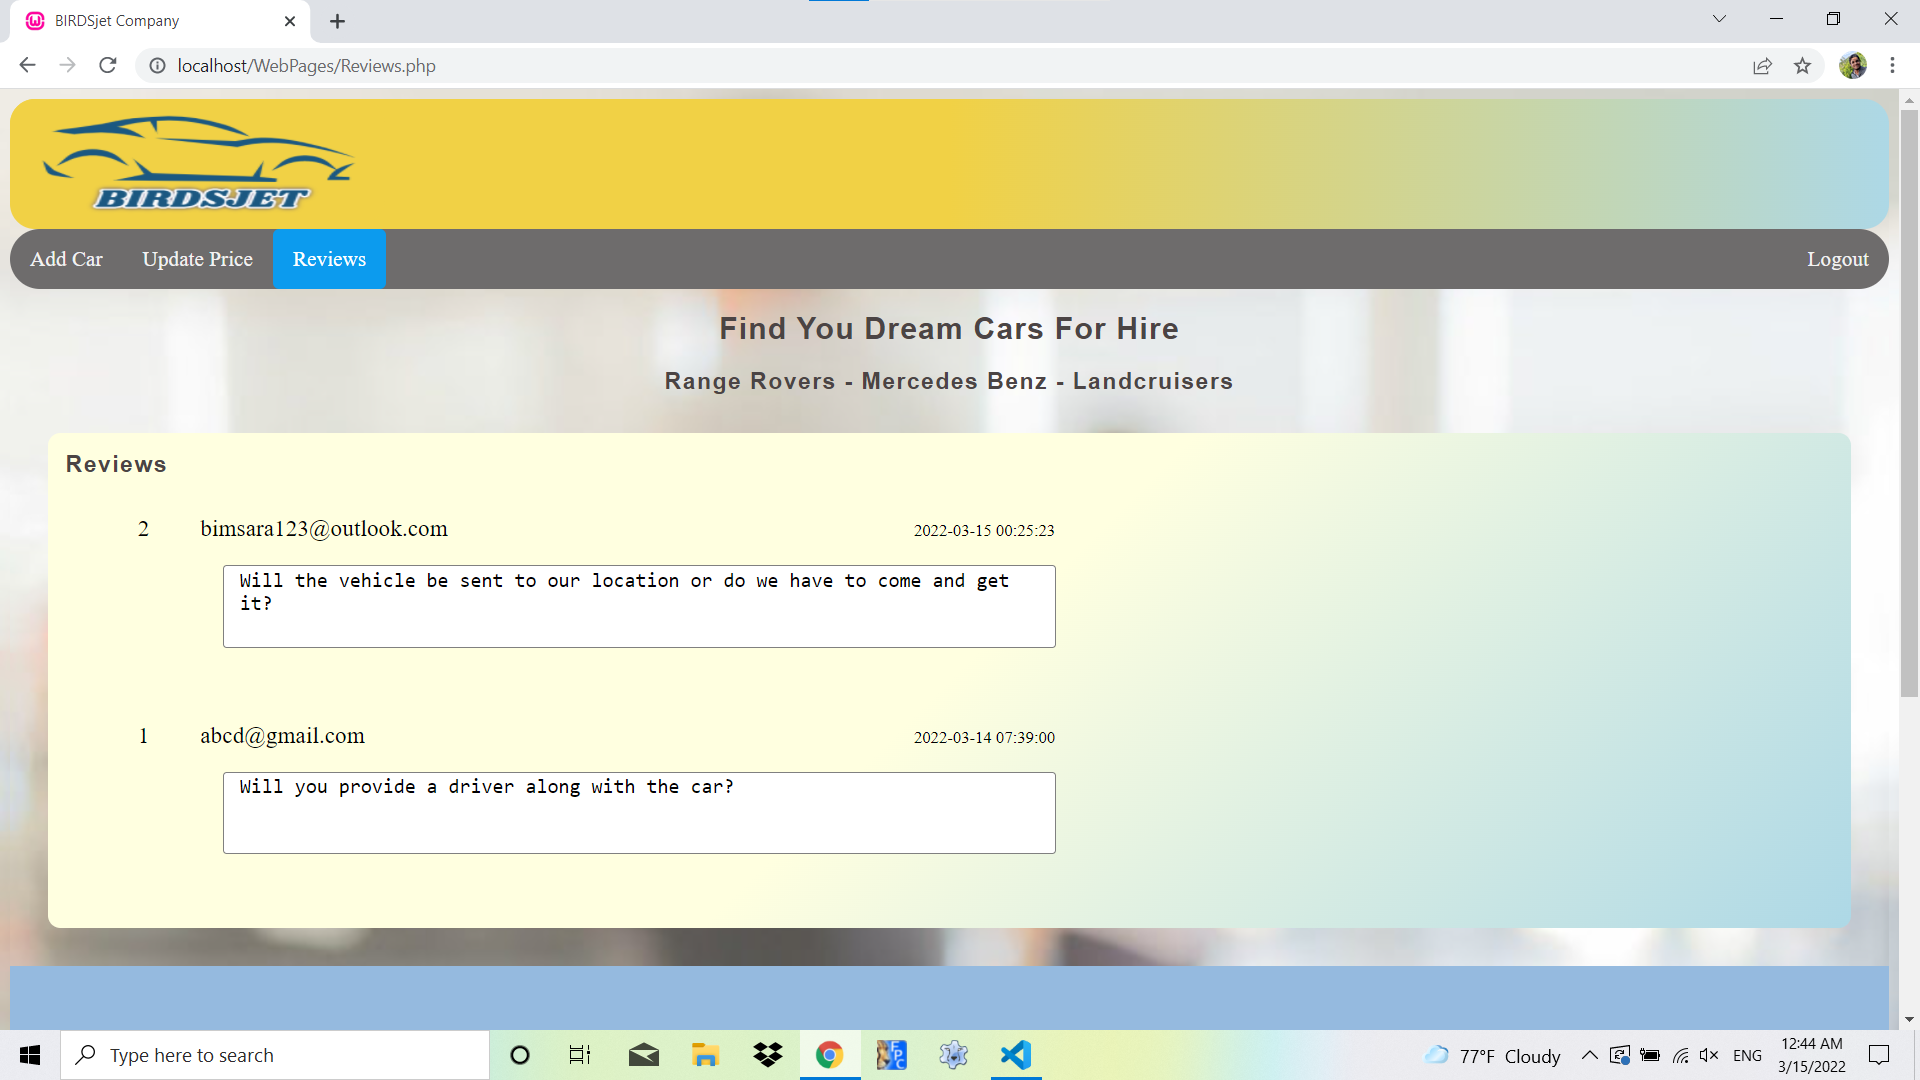 BIRDSjet Company
localhost/WebPages/Reviews.php
BIRDSJET
Add Car
Update Price
Reviews
Logout
Find You Dream Cars For Hire
Range Rovers - Mercedes Benz - Landcruisers
Reviews
2 bimsara123@outlook.com 2022-03-15 00:25:23
Will the vehicle be sent to our location or do we have to come and get
it?
1 abcd@gmail.com 2022-03-14 07:39:00
Will you provide a driver along with the car?
Type here to search
FPC
77°F Cloudy
ENG
12:44 AM
3/15/2022